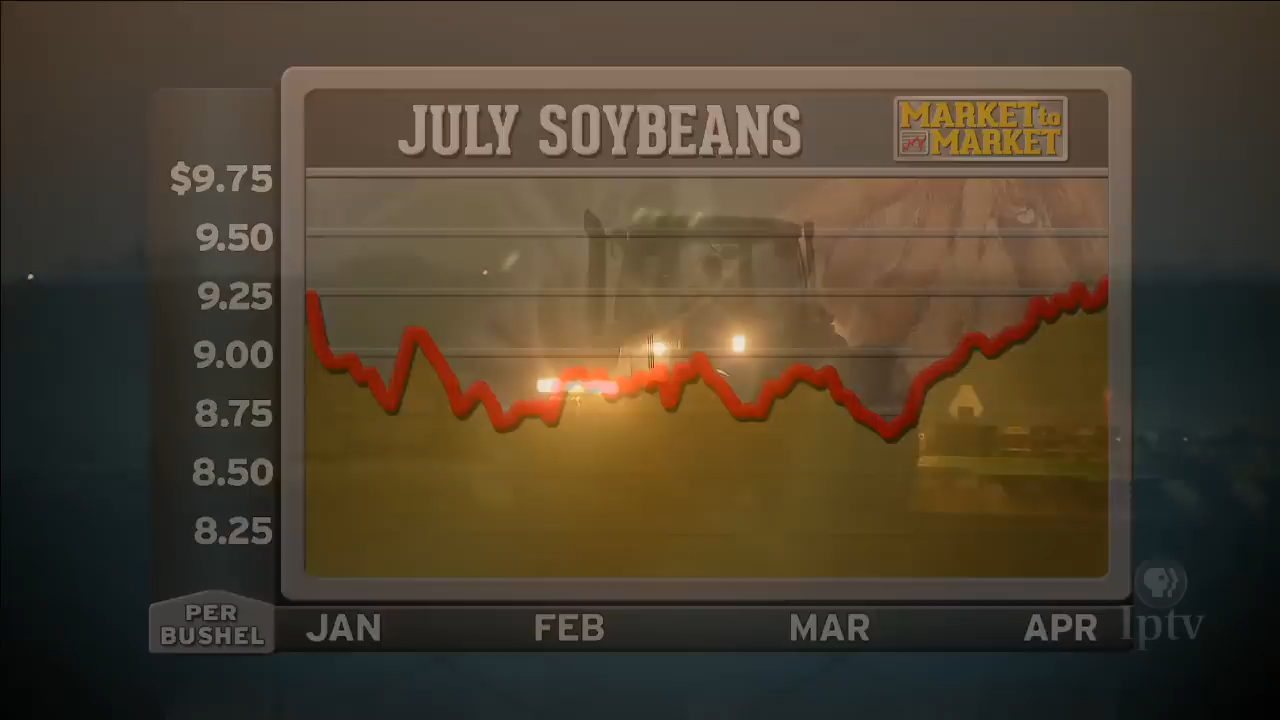 JULY SOYBEANS
MARKET to
MARKET
$9.75
9.50
9.25
9.00
8.75
8.50
8.25
PER
BUSHEL
JAN FEB MAR APR
Iptv